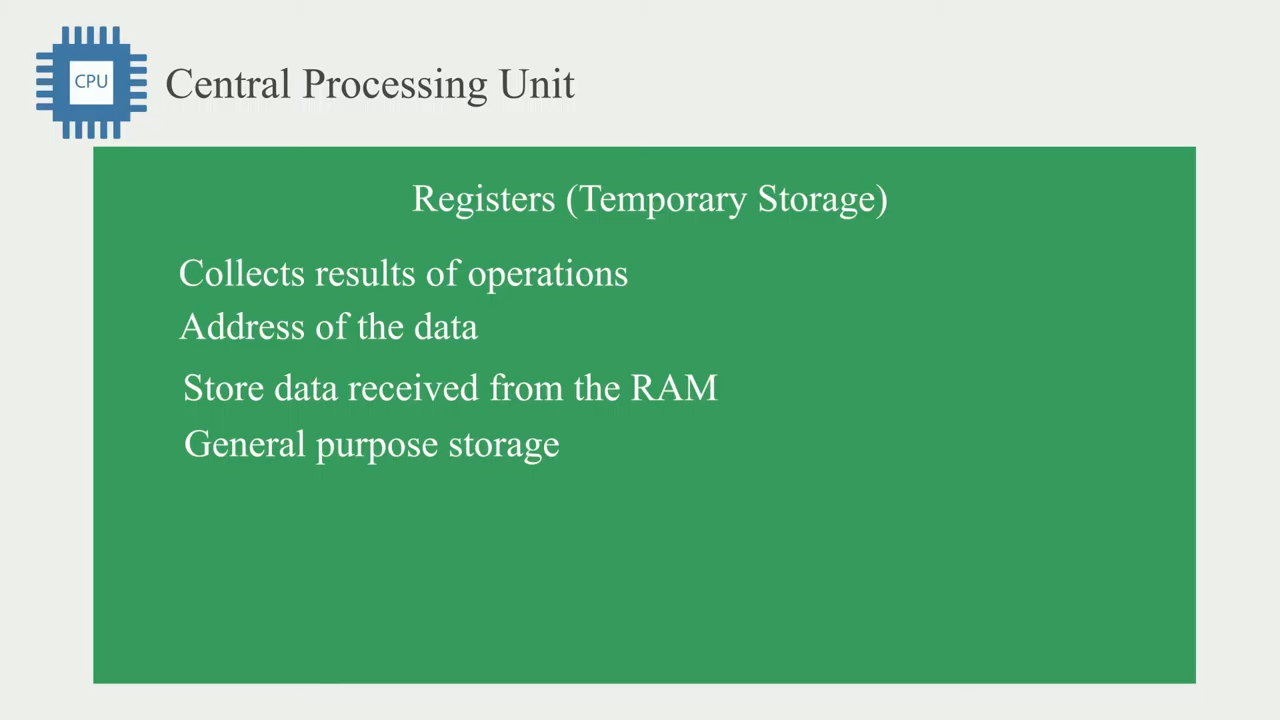 CPU
Central Processing Unit
Registers (Temporary Storage)
Collects results of operations
Address of the data
Store data received from the RAM
General purpose storage